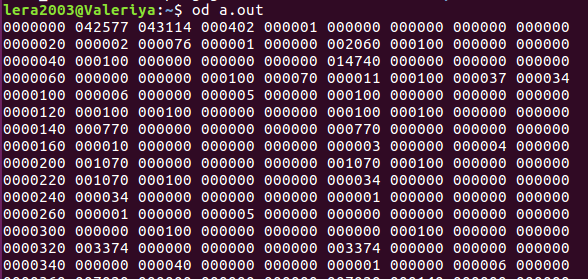 lera2003@Valeriya:~$ od a.out
0000000 042577 043114 000402 000001 000000 000000 000000 000000
0000020 000002 000076 000001 000000 002060 000100 000000 000000
0000040 000100 000000 000000 000000 014740 000000 000000 000000
0000060 000000 000000 000100 000070 000011 000100 000037 000034
0000100 000006 000000 000005 000000 000100 000000 000000 000000
0000120 000100 000100 000000 000000 000100 000100 000000 000000
0000140 000770 000000 000000 000000 000770 000000 000000 000000
0000160 000010 000000 000000 000000 000003 000000 000004 000000
0000200 001070 000000 000000 000000 001070 000100 000000 000000
0000220 001070 000100 000000 000000 000034 000000 000000 000000
0000240 000034 000000 000000 000000 000001 000000 000000 000000
0000260 000001 000000 000005 000000 000000 000000 000000 000000
0000300 000000 000100 000000 000000 000000 000100 000000 000000
0000320 003374 000000 000000 000000 003374 000000 000000 000000
0000340 000000 000040 000000 000000 000001 000000 000006 000000